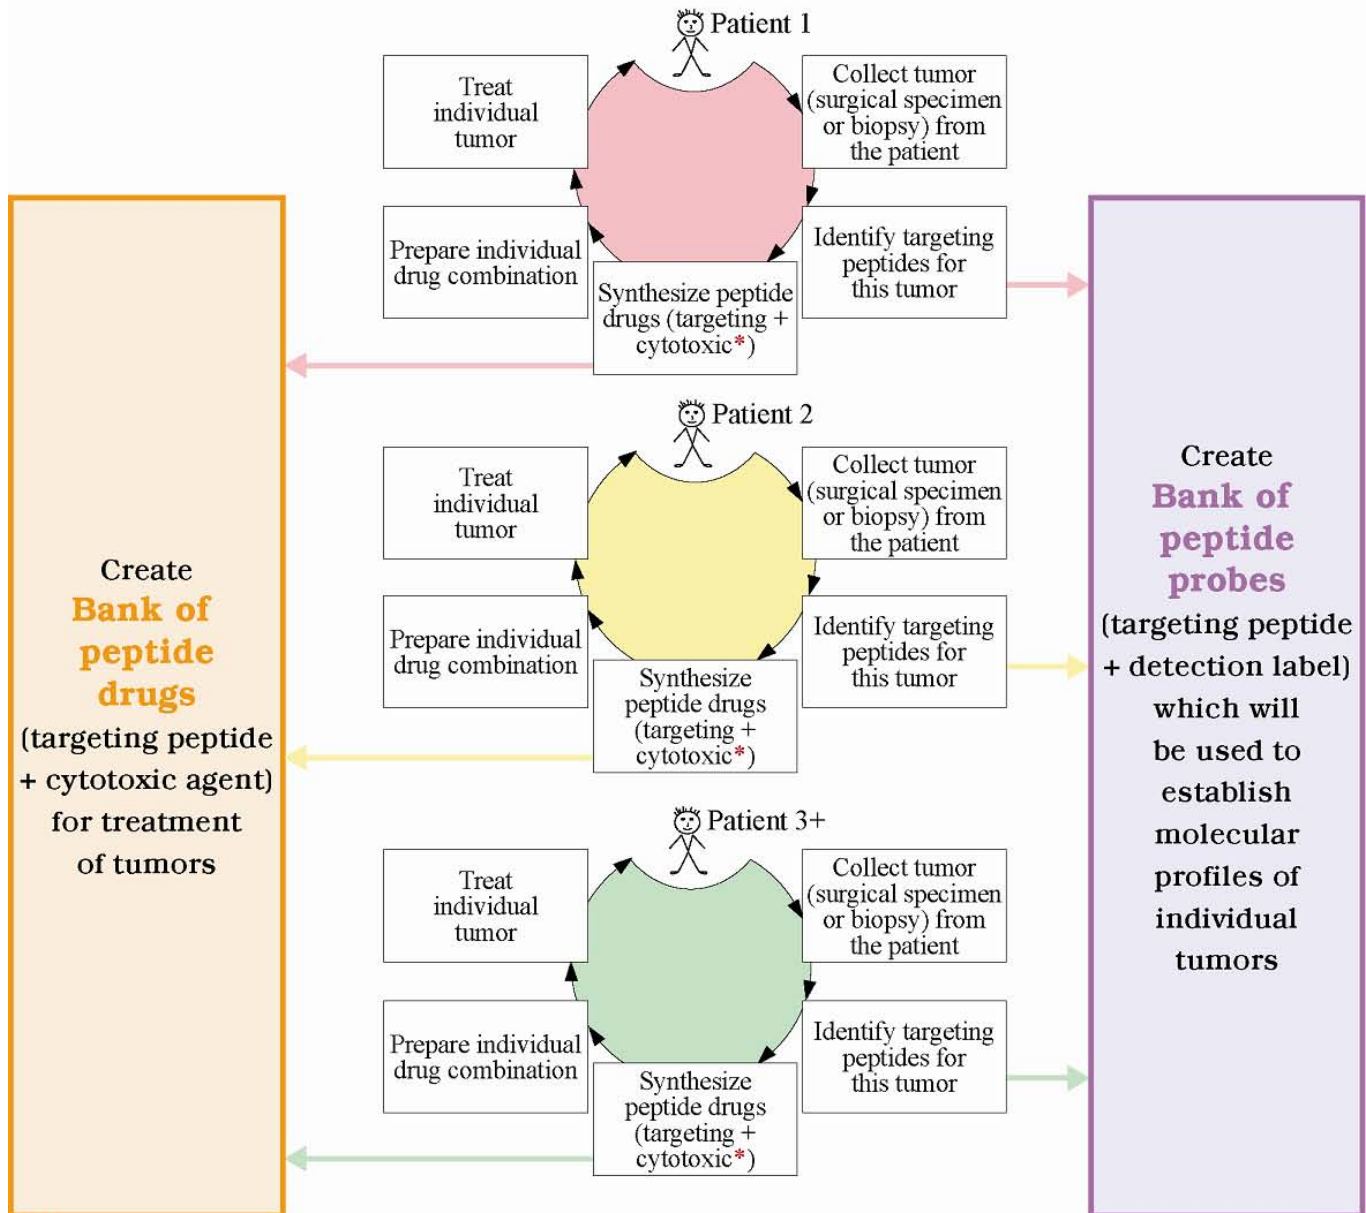 Patient 1
Collect tumor
(surgical specimen
or biopsy) from
the patient
Identify targeting
peptides for
this tumor
Synthesize peptide
drugs (targeting +
cytotoxic*)
Prepare individual
drug combination
Treat
individual
tumor
Patient 2
Collect tumor
(surgical specimen
or biopsy) from
the patient
Identify targeting
peptides for
this tumor
Synthesize
peptide drugs
(targeting +
cytotoxic*)
Prepare individual
drug combination
Treat
individual
tumor
Patient 3+
Collect tumor
(surgical specimen
or biopsy) from
the patient
Identify targeting
peptides for
this tumor
Synthesize
peptide drugs
(targeting +
cytotoxic*)
Prepare individual
drug combination
Treat
individual
tumor
Create
Bank of
peptide
drugs
(targeting peptide
+ cytotoxic agent)
for treatment
of tumors
Create
Bank of
peptide
probes
(targeting peptide
+ detection label)
which will
be used to
establish
molecular
profiles of
individual
tumors